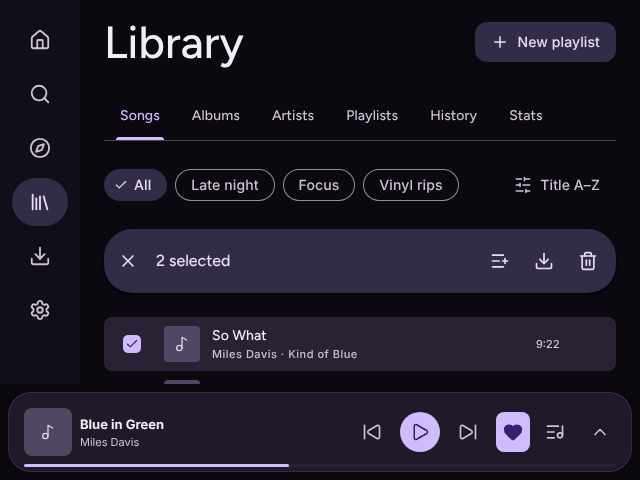 Library
New playlist
Songs Albums Artists Playlists History Stats
All Late night Focus Vinyl rips Title A–Z
2 selected
So What
Miles Davis · Kind of Blue
9:22
Blue in Green
Miles Davis